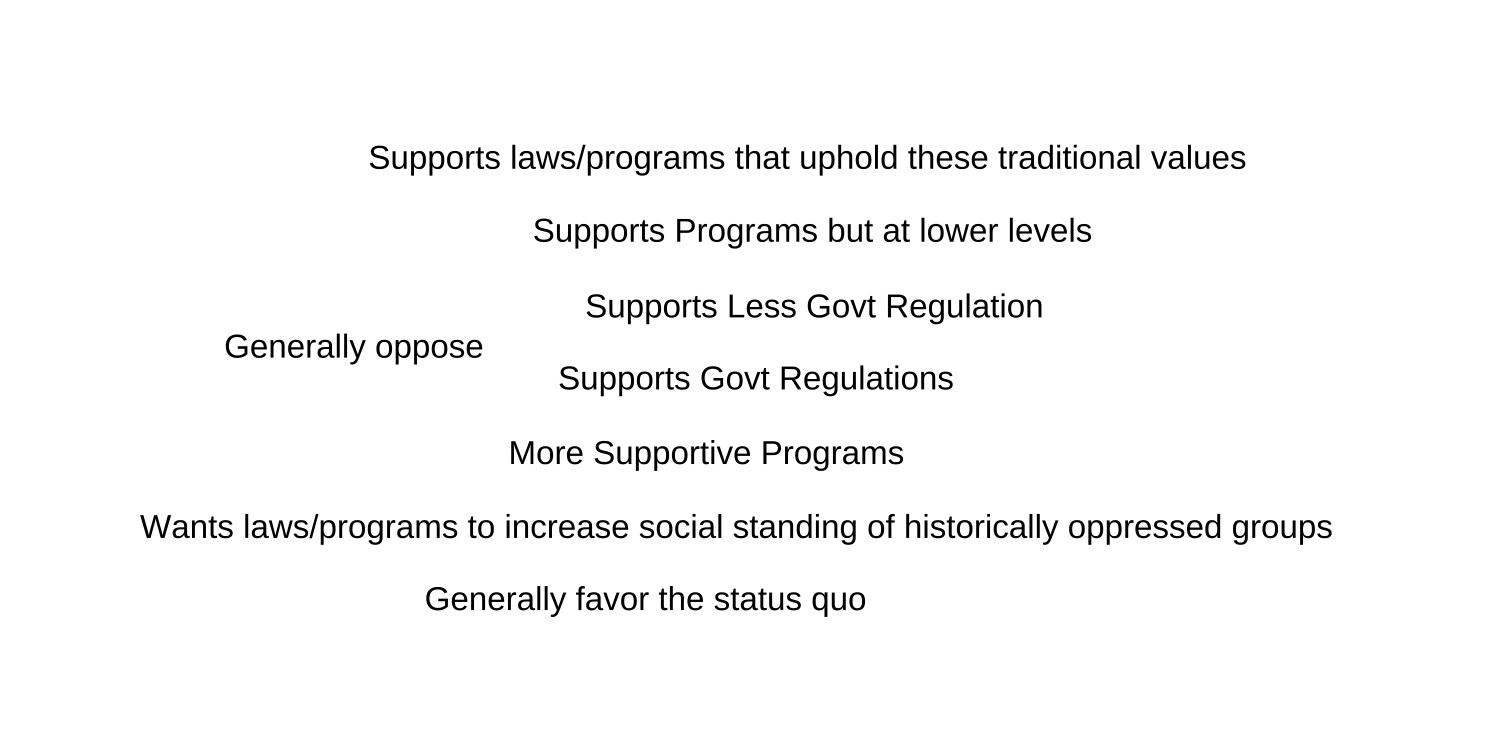 Supports laws/programs that uphold these traditional values
Supports Programs but at lower levels
Supports Less Govt Regulation
Generally oppose
Supports Govt Regulations
More Supportive Programs
Wants laws/programs to increase social standing of historically oppressed groups
Generally favor the status quo